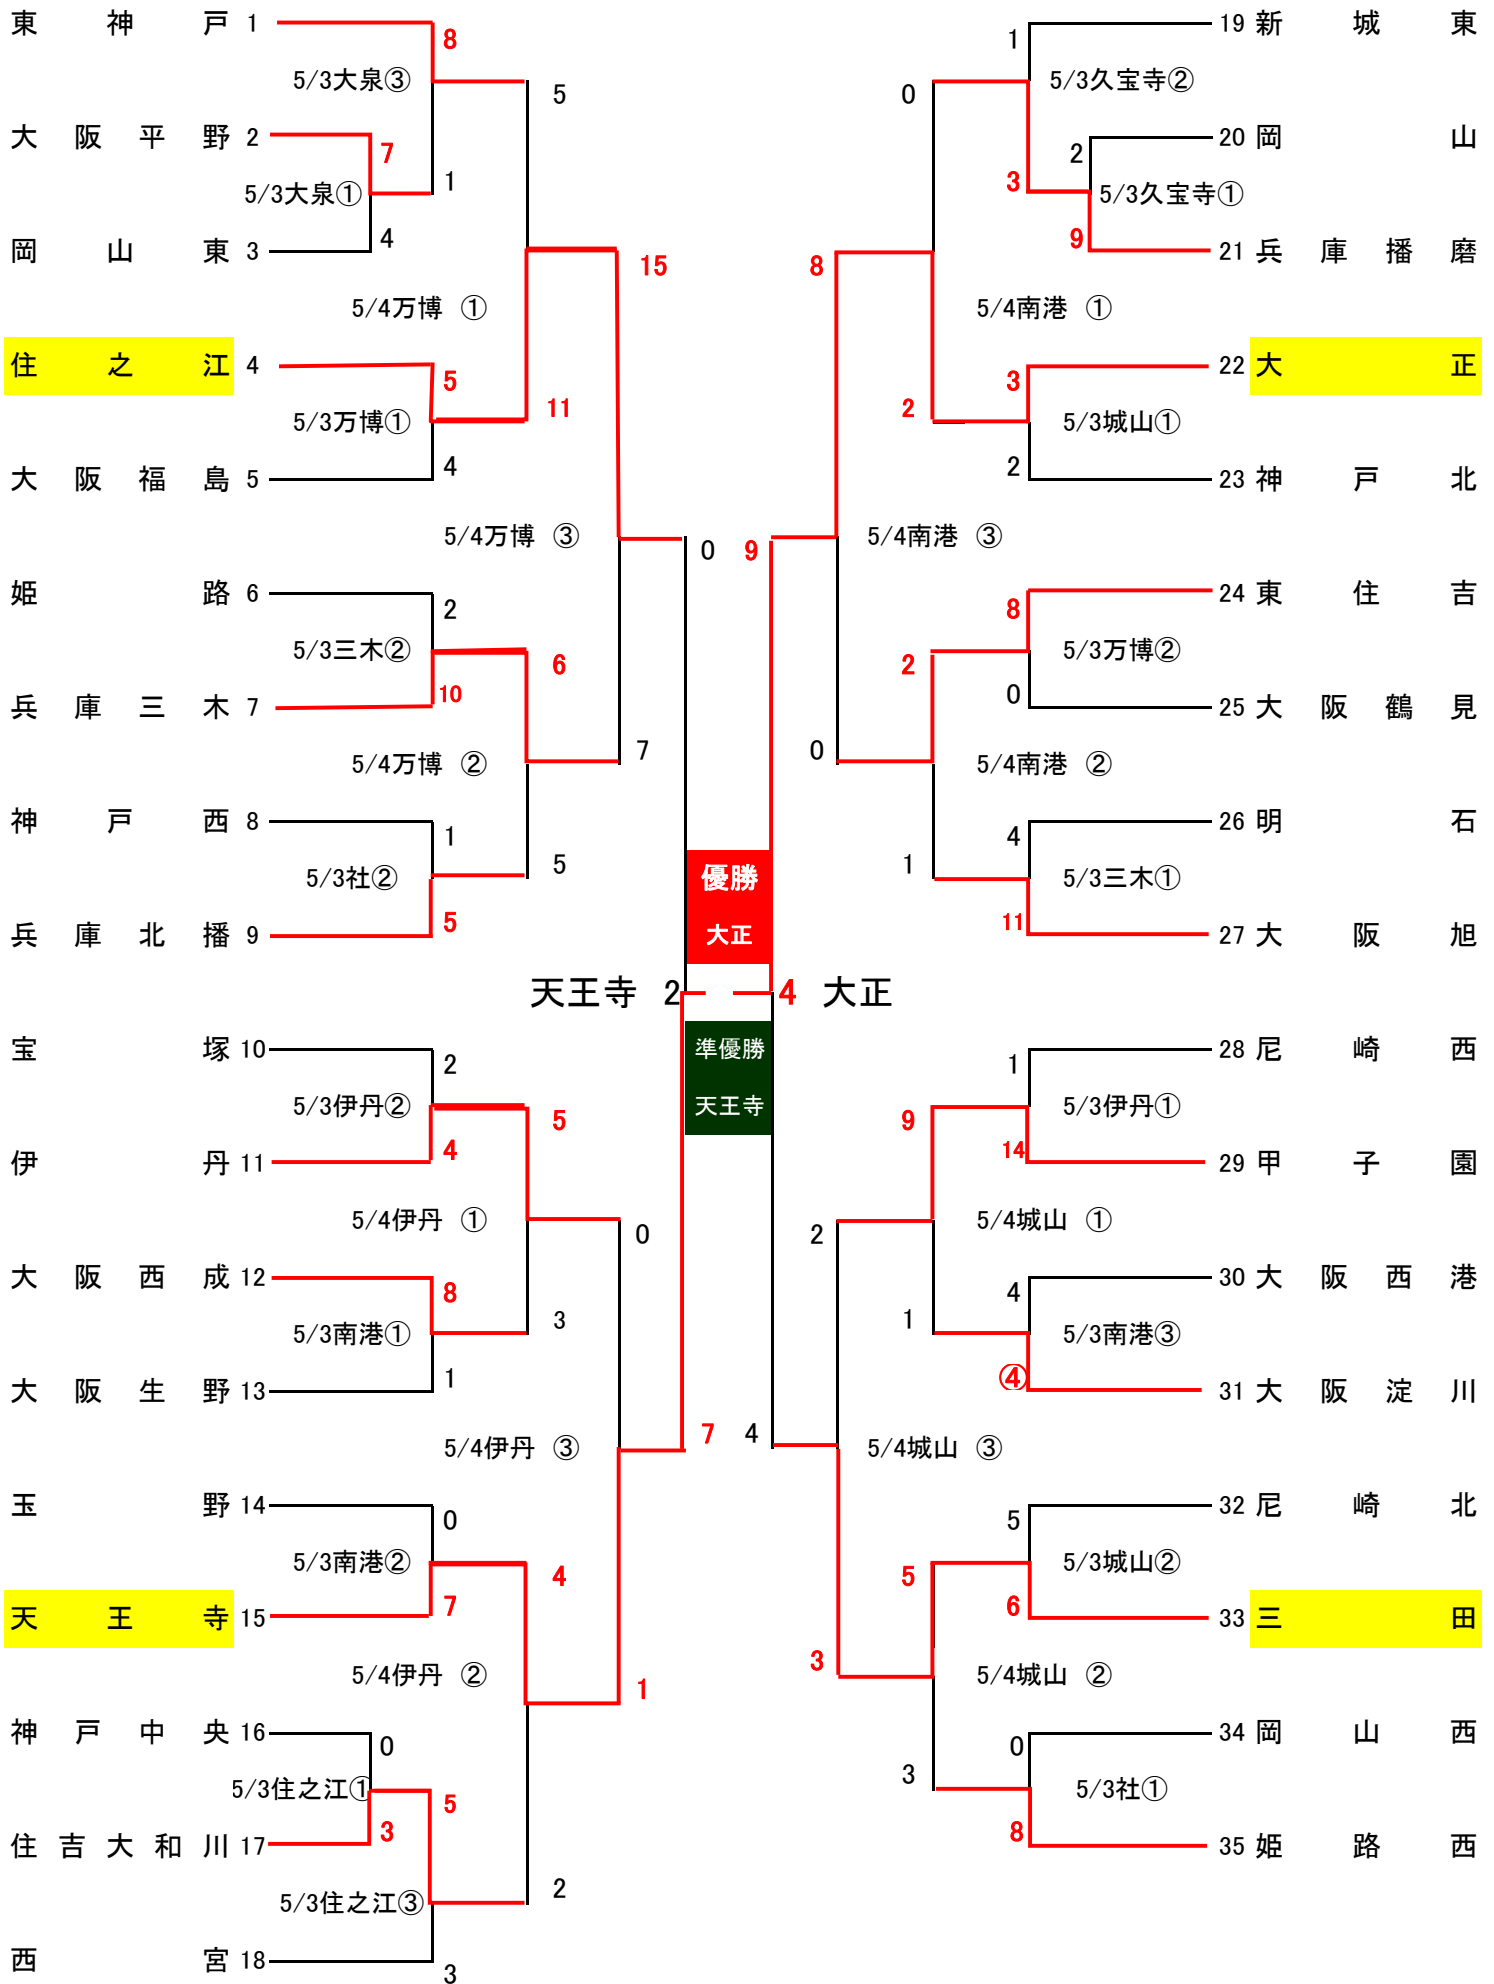 東神戸 1
8
5/3大泉③
5
大阪平野 2
7
1
5/3大泉①
岡山東 3
4
15
5/4万博 ①
住之江 4
5
11
5/3万博①
大阪福島 5
4
5/4万博 ③
0
姫路 6
2
5/3三木②
6
兵庫三木 7
10
7
5/4万博 ②
神戸西 8
1
5
5/3社②
兵庫北播 9
5
優勝
大正
天王寺 2
4 大正
準優勝
天王寺
宝塚 10
2
5/3伊丹②
5
伊丹 11
4
5/4伊丹 ①
0
大阪西成 12
8
3
5/3南港①
大阪生野 13
1
5/4伊丹 ③
7
玉野 14
0
5/3南港②
4
天王寺 15
7
5/4伊丹 ②
1
神戸中央 16
0
5/3住之江①
5
住吉大和川 17
3
5/3住之江③
2
西宮 18
3
19 新城東
1
5/3久宝寺②
0
20 岡山
2
3
5/3久宝寺①
9
21 兵庫播磨
8
5/4南港 ①
22 大正
3
2
5/3城山①
2
23 神戸北
9
5/4南港 ③
24 東住吉
8
5/3万博②
2
0
25 大阪鶴見
0
5/4南港 ②
26 明石
4
1
5/3三木①
11
27 大阪旭
28 尼崎西
1
5/3伊丹①
9
14
29 甲子園
2
5/4城山 ①
30 大阪西港
4
1
5/3南港③
④
31 大阪淀川
4
5/4城山 ③
32 尼崎北
5
5/3城山②
5
6
33 三田
3
5/4城山 ②
34 岡山西
0
3
5/3社①
8
35 姫路西